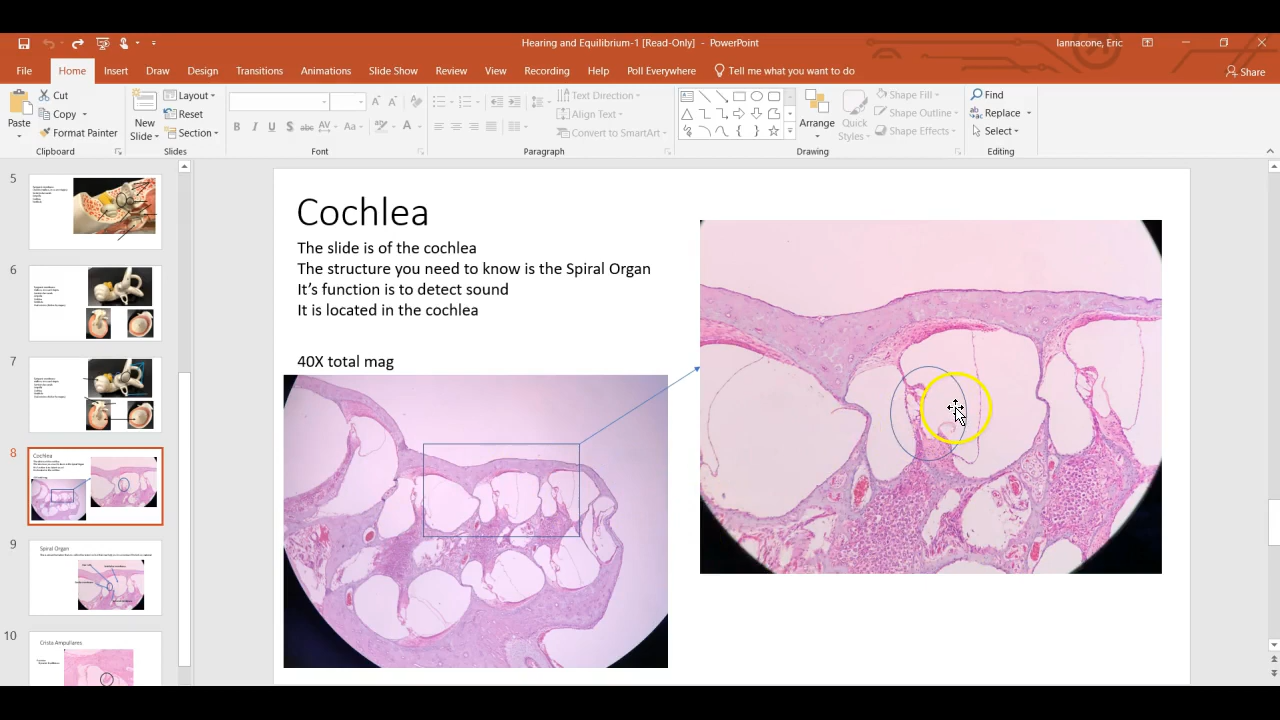 Hearing and Equilibrium-1 [Read-Only] - PowerPoint
Iannacone, Eric
File Home Insert Draw Design Transitions Animations Slide Show Review View Recording Help Poll Everywhere Tell me what you want to do Share
Paste
Cut
Copy
Format Painter
Clipboard
New Slide
Layout
Reset
Section
Slides
B I U S abc AV Aa A
Font
Text Direction
Align Text
Convert to SmartArt
Paragraph
Arrange
Quick Styles
Shape Fill
Shape Outline
Shape Effects
Drawing
Find
Replace
Select
Editing
5
6
7
8
Cochlea
9
Spiral Organ
10
Crista Ampullares
Cochlea
The slide is of the cochlea
The structure you need to know is the Spiral Organ
It's function is to detect sound
It is located in the cochlea
40X total mag